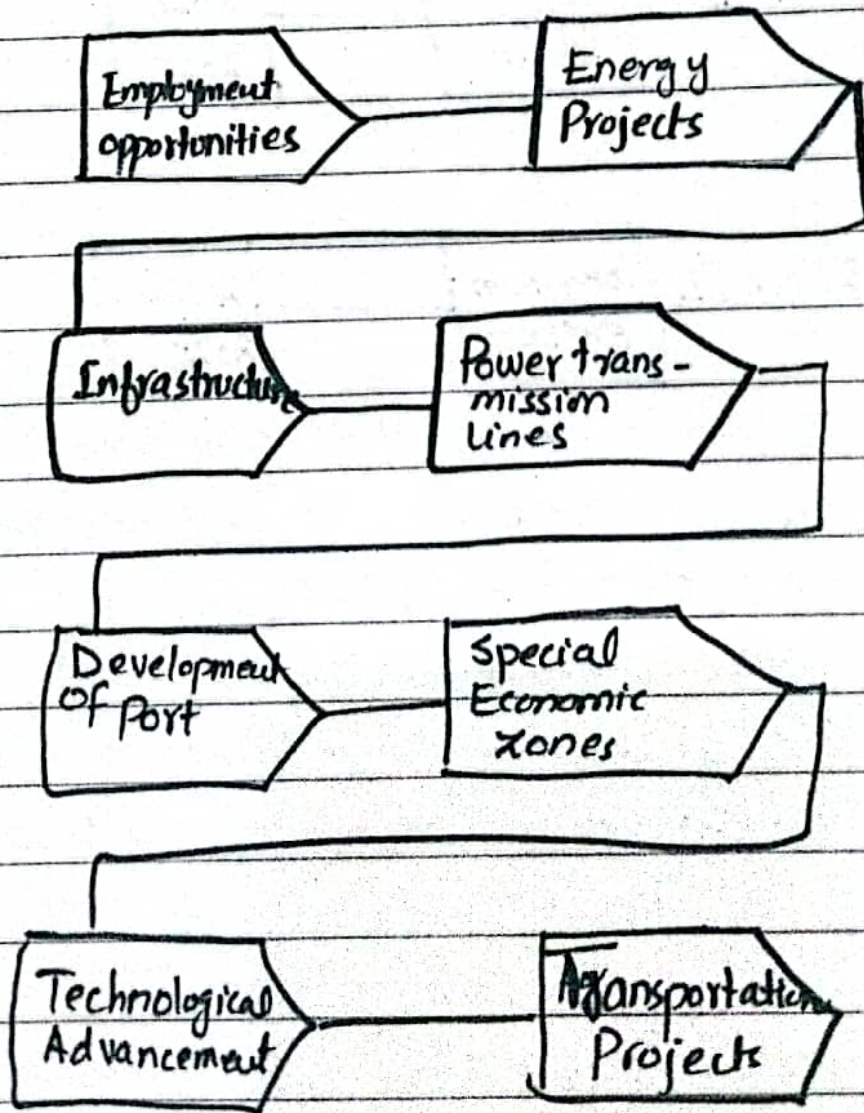 Employment
opportunities
Energy
Projects
Infrastructure
Power trans-
mission
lines
Development
Of Port
Special
Economic
zones
Technological
Advancement
Transportation
Projects